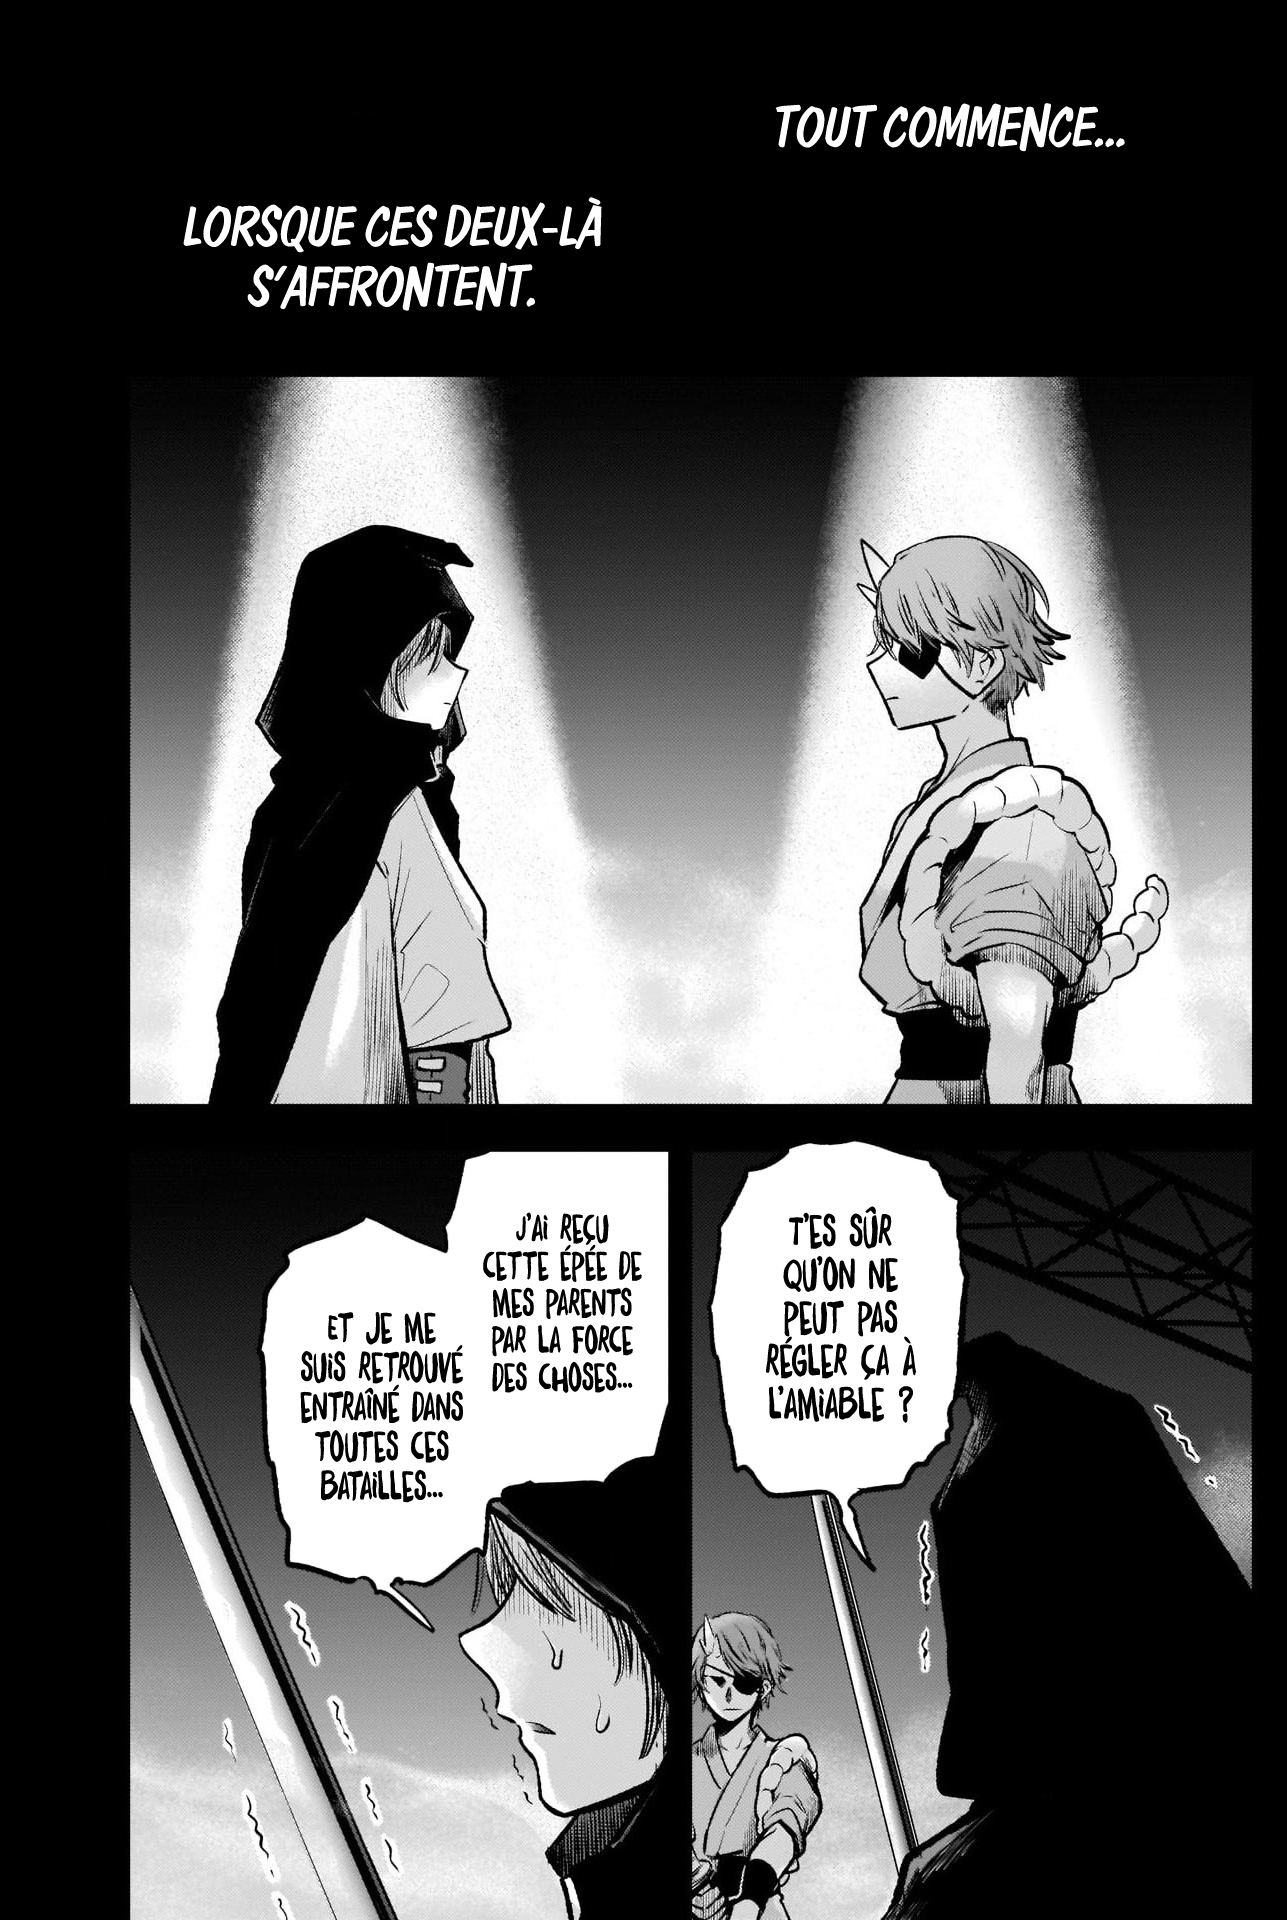 TOUT COMMENCE...
LORSQUE CES DEUX-LÀ
S'AFFRONTENT.
T'ES SÛR
QU'ON NE
PEUT PAS
RÉGLER ÇA À
L'AMIABLE ?
J'AI REÇU
CETTE ÉPÉE DE
MES PARENTS
PAR LA FORCE
DES CHOSES...
ET JE ME
SUIS RETROUVÉ
ENTRAÎNÉ DANS
TOUTES CES
BATAILLES...